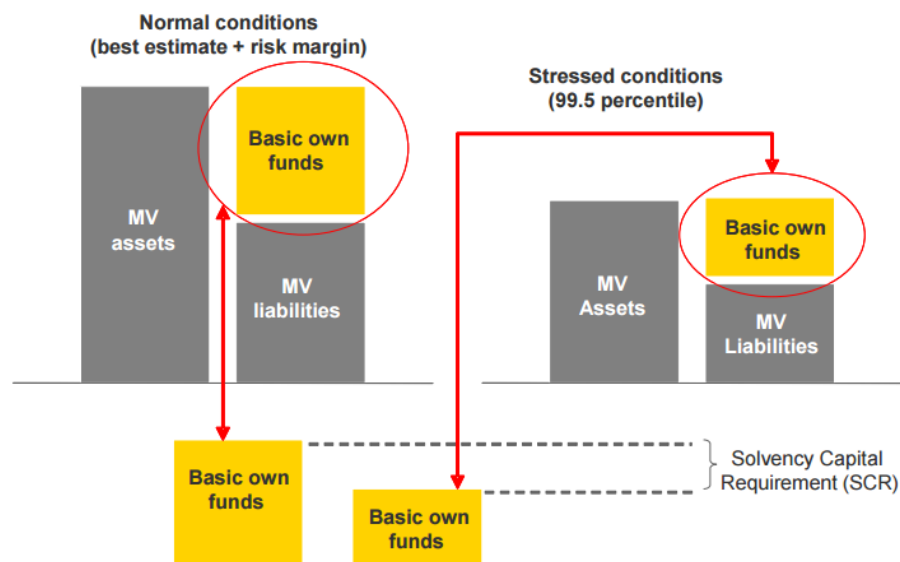 Normal conditions
(best estimate + risk margin)
Basic own
funds
MV
assets
MV
liabilities
Stressed conditions
(99.5 percentile)
Basic own
funds
MV
Assets
MV
Liabilities
Basic own
funds
Basic own
funds
Solvency Capital
Requirement (SCR)